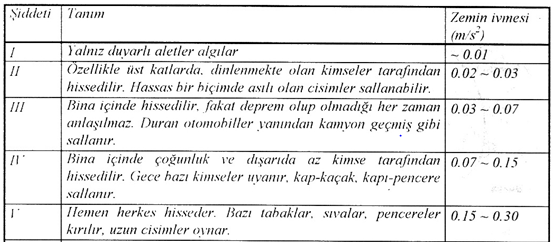 Şiddeti Tanım Zemin ivmesi
(m/s²)
I Yalnız duyarlı aletler algılar ~ 0.01
II Özellikle üst katlarda, dinlenmekte olan kimseler tarafından 0.02 ~ 0.03
hissedilir. Hassas bir biçimde asılı olan cisimler sallanabilir.
III Bina içinde hissedilir, fakat deprem olup olmadığı her zaman 0.03 ~ 0.07
anlaşılmaz. Duran otomobiller yanından kamyon geçmiş gibi
sallanır.
IV Bina içinde çoğunluk ve dışarıda az kimse tarafından 0.07 ~ 0.15
hissedilir. Gece bazı kimseler uyanır, kap-kaçak, kapı-pencere
sallanır.
V Hemen herkes hisseder. Bazı tabaklar, sıvalar, pencereler 0.15 ~ 0.30
kırılır, uzun cisimler oynar.